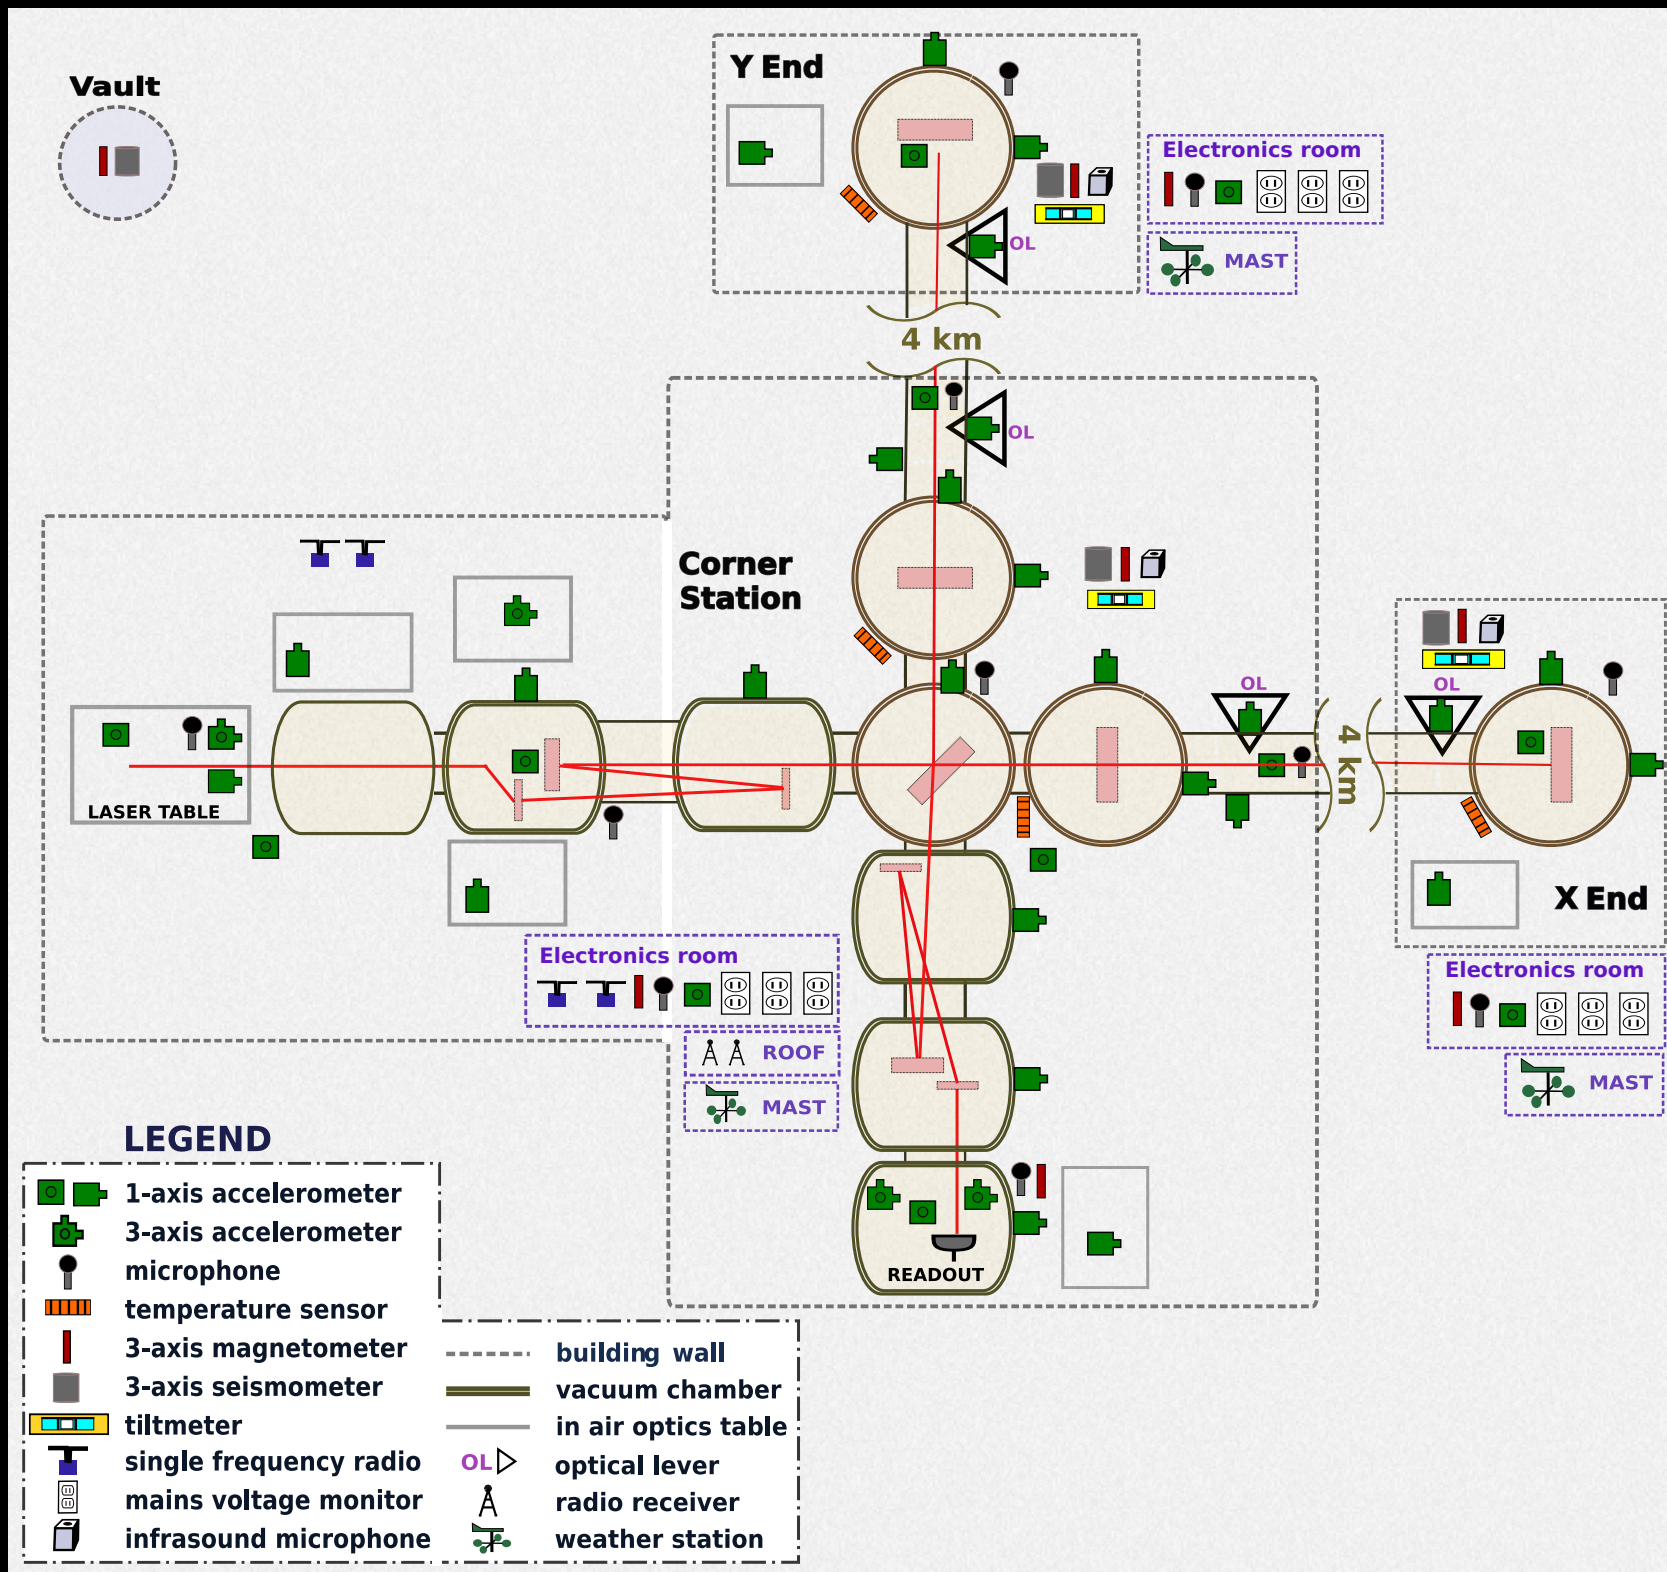 Vault
Y End
Electronics room
MAST
OL
4 km
OL
Corner
Station
OL
OL
4 km
LASER TABLE
X End
Electronics room
Electronics room
ROOF
MAST
MAST
READOUT
LEGEND
1-axis accelerometer
3-axis accelerometer
microphone
temperature sensor
3-axis magnetometer
3-axis seismometer
tiltmeter
single frequency radio
mains voltage monitor
infrasound microphone
building wall
vacuum chamber
in air optics table
OL optical lever
radio receiver
weather station